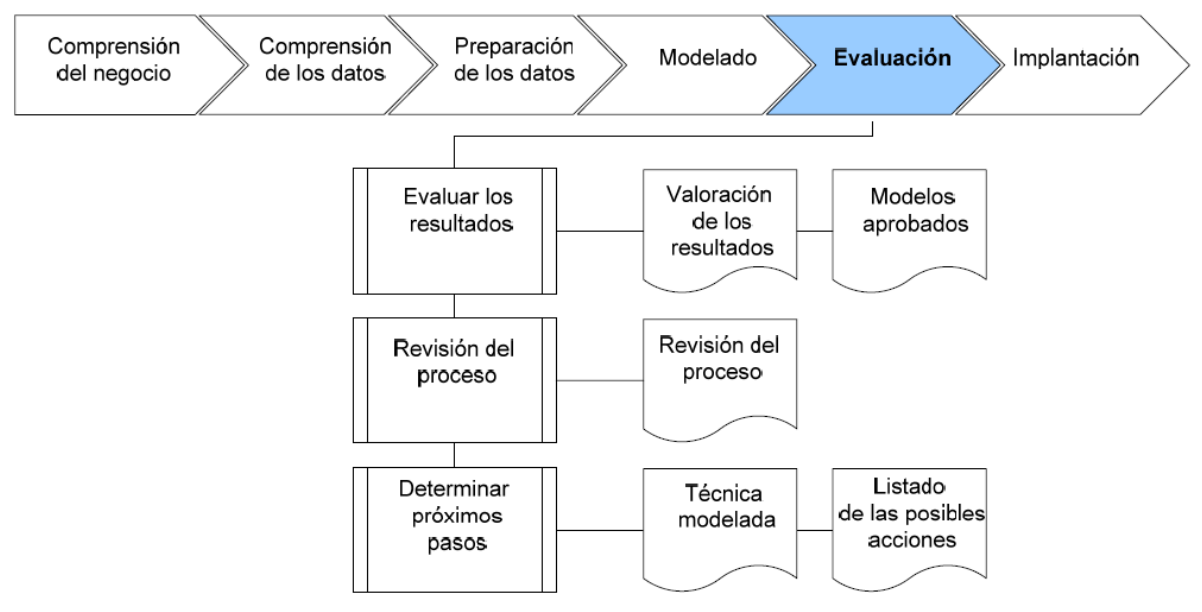 Comprensión
del negocio
Comprensión
de los datos
Preparación
de los datos
Modelado
Evaluación
Implantación
Evaluar los
resultados
Valoración
de los
resultados
Modelos
aprobados
Revisión del
proceso
Revisión del
proceso
Determinar
próximos
pasos
Técnica
modelada
Listado
de las posibles
acciones